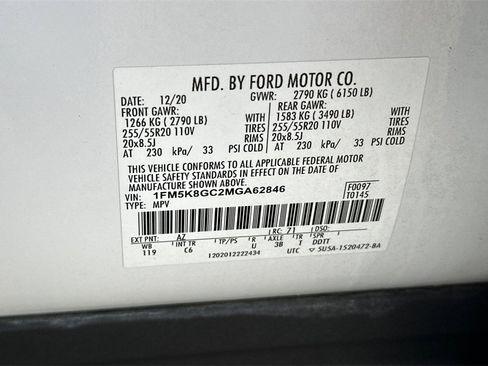 MFD. BY FORD MOTOR CO.
DATE: 12/20 GVWR: 2790 KG ( 6150 LB)
FRONT GAWR: REAR GAWR:
1266 KG ( 2790 LB) WITH 1583 KG ( 3490 LB) WITH
255/55R20 110V TIRES 255/55R20 110V TIRES
20x8.5J RIMS 20x8.5J RIMS
AT 230 kPa/ 33 PSI COLD AT 230 kPa/ 33 PSI COLD
THIS VEHICLE CONFORMS TO ALL APPLICABLE FEDERAL MOTOR
VEHICLE SAFETY STANDARDS IN EFFECT ON THE DATE OF
MANUFACTURE SHOWN ABOVE.
VIN: 1FM5K8GC2MGA62846 F0097
TYPE: MPV T0145
EXT PNT: AZ RC: 71 DSO:
WB INT TR TP/PS R AXLE TR SPR
119 C6 U 3B T DDTT
1202012222434 UTC 5U5A-1520472-BA